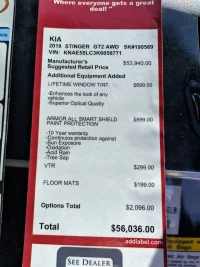 "Where everyone gets a great
deal! "
KIA
2019 STINGER GT2 AWD SK#190569
VIN: KNAE55LC3K6050771
Manufacturer's
Suggested Retail Price $53,940.00
Additional Equipment Added
LIFETIME WINDOW TINT $699.00
-Enhances the look of any
vehicle
-Superior Optical Quality
ARMOR ALL SMART SHIELD $899.00
PAINT PROTECTION
-10 Year warranty
-Continuous protection against
-Sun Exposure
-Oxidation
-Acid Rain
-Tree Sap
VTR $299.00
FLOOR MATS $199.00
Options Total $2,096.00
Total $56,036.00
addlabel.com
SEE DEALER